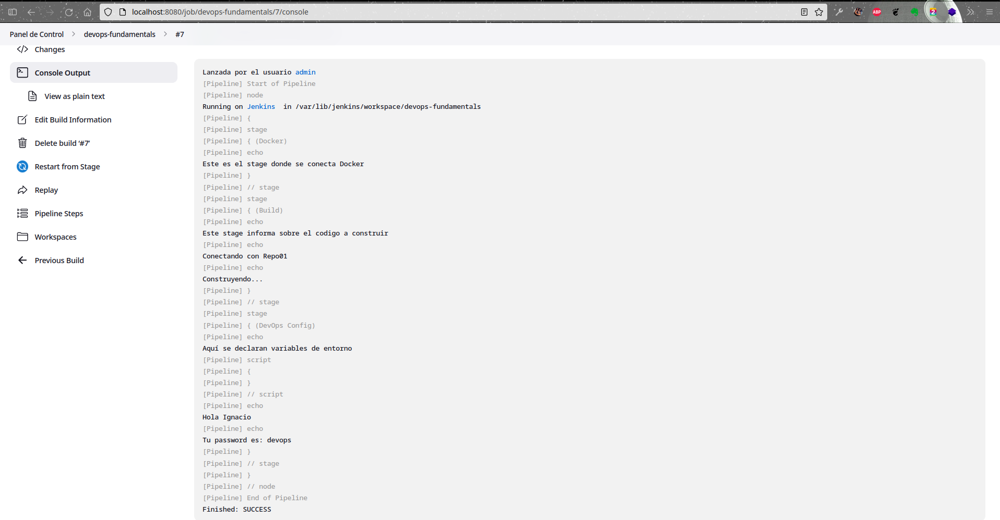 localhost:8080/job/devops-fundamentals/7/console
ABP
2
Panel de Control > devops-fundamentals > #7
</> Changes
Console Output
View as plain text
Edit Build Information
Delete build ‘#7’
Restart from Stage
Replay
Pipeline Steps
Workspaces
Previous Build
Lanzada por el usuario admin
[Pipeline] Start of Pipeline
[Pipeline] node
Running on Jenkins  in /var/lib/jenkins/workspace/devops-fundamentals
[Pipeline] {
[Pipeline] stage
[Pipeline] { (Docker)
[Pipeline] echo
Este es el stage donde se conecta Docker
[Pipeline] }
[Pipeline] // stage
[Pipeline] stage
[Pipeline] { (Build)
[Pipeline] echo
Este stage informa sobre el codigo a construir
[Pipeline] echo
Conectando con Repo01
[Pipeline] echo
Construyendo...
[Pipeline] }
[Pipeline] // stage
[Pipeline] stage
[Pipeline] { (DevOps Config)
[Pipeline] echo
Aquí se declaran variables de entorno
[Pipeline] script
[Pipeline] {
[Pipeline] }
[Pipeline] // script
[Pipeline] echo
Hola Ignacio
[Pipeline] echo
Tu password es: devops
[Pipeline] }
[Pipeline] // stage
[Pipeline] }
[Pipeline] // node
[Pipeline] End of Pipeline
Finished: SUCCESS